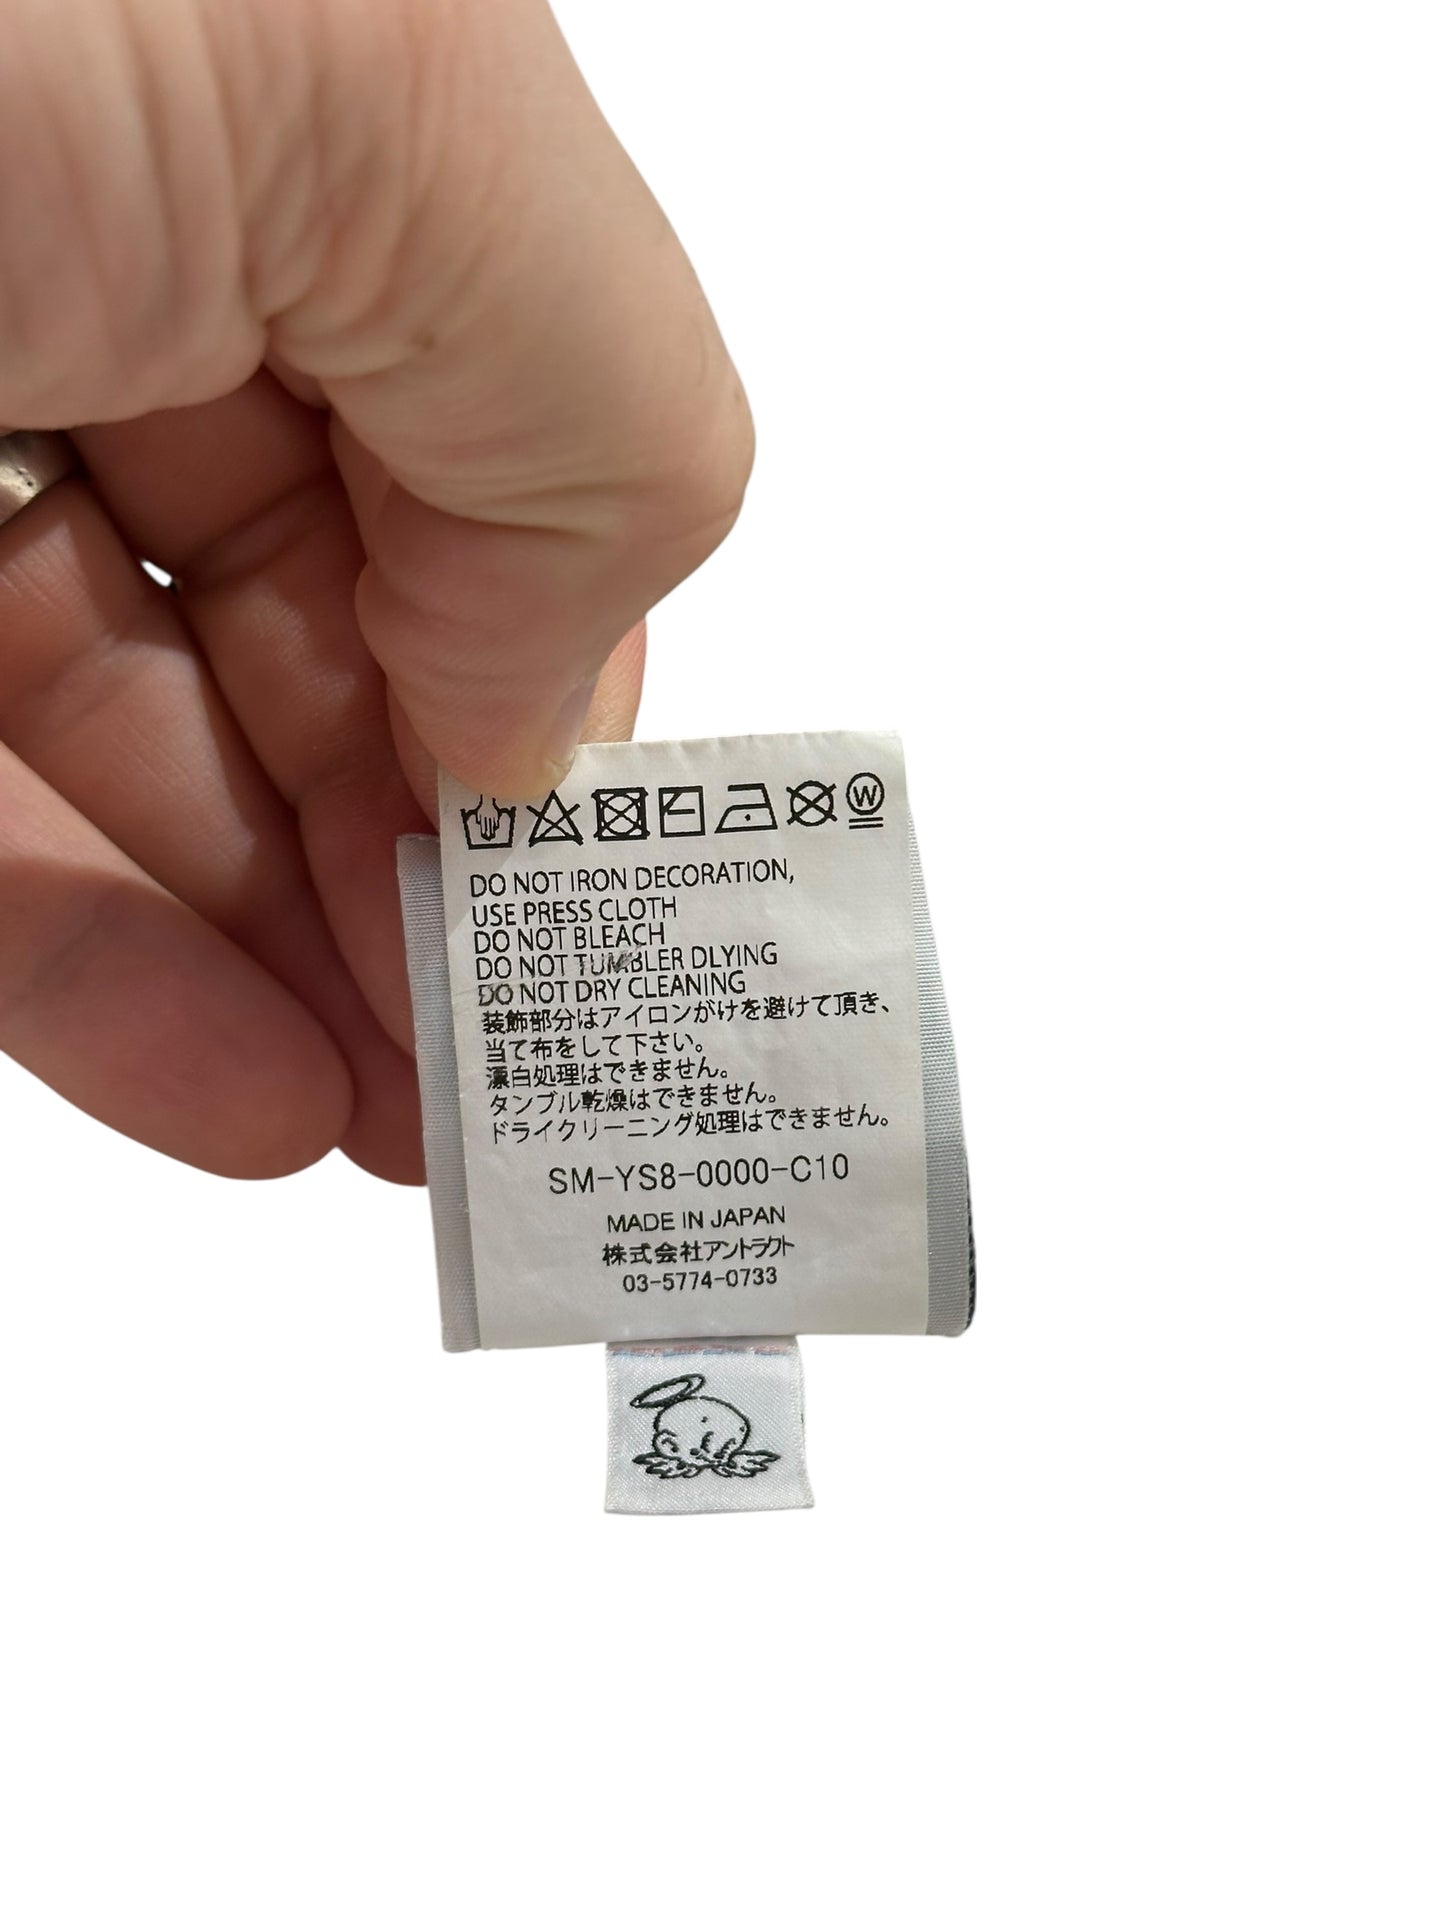 W
DO NOT IRON DECORATION,
USE PRESS CLOTH
DO NOT BLEACH
DO NOT TUMBLER DLYING
DO NOT DRY CLEANING
装飾部分はアイロンがけを避けて頂き、
当て布をして下さい。
漂白処理はできません。
タンブル乾燥はできません。
ドライクリーニング処理はできません。
SM-YS8-0000-C10
MADE IN JAPAN
株式会社アントラクト
03-5774-0733